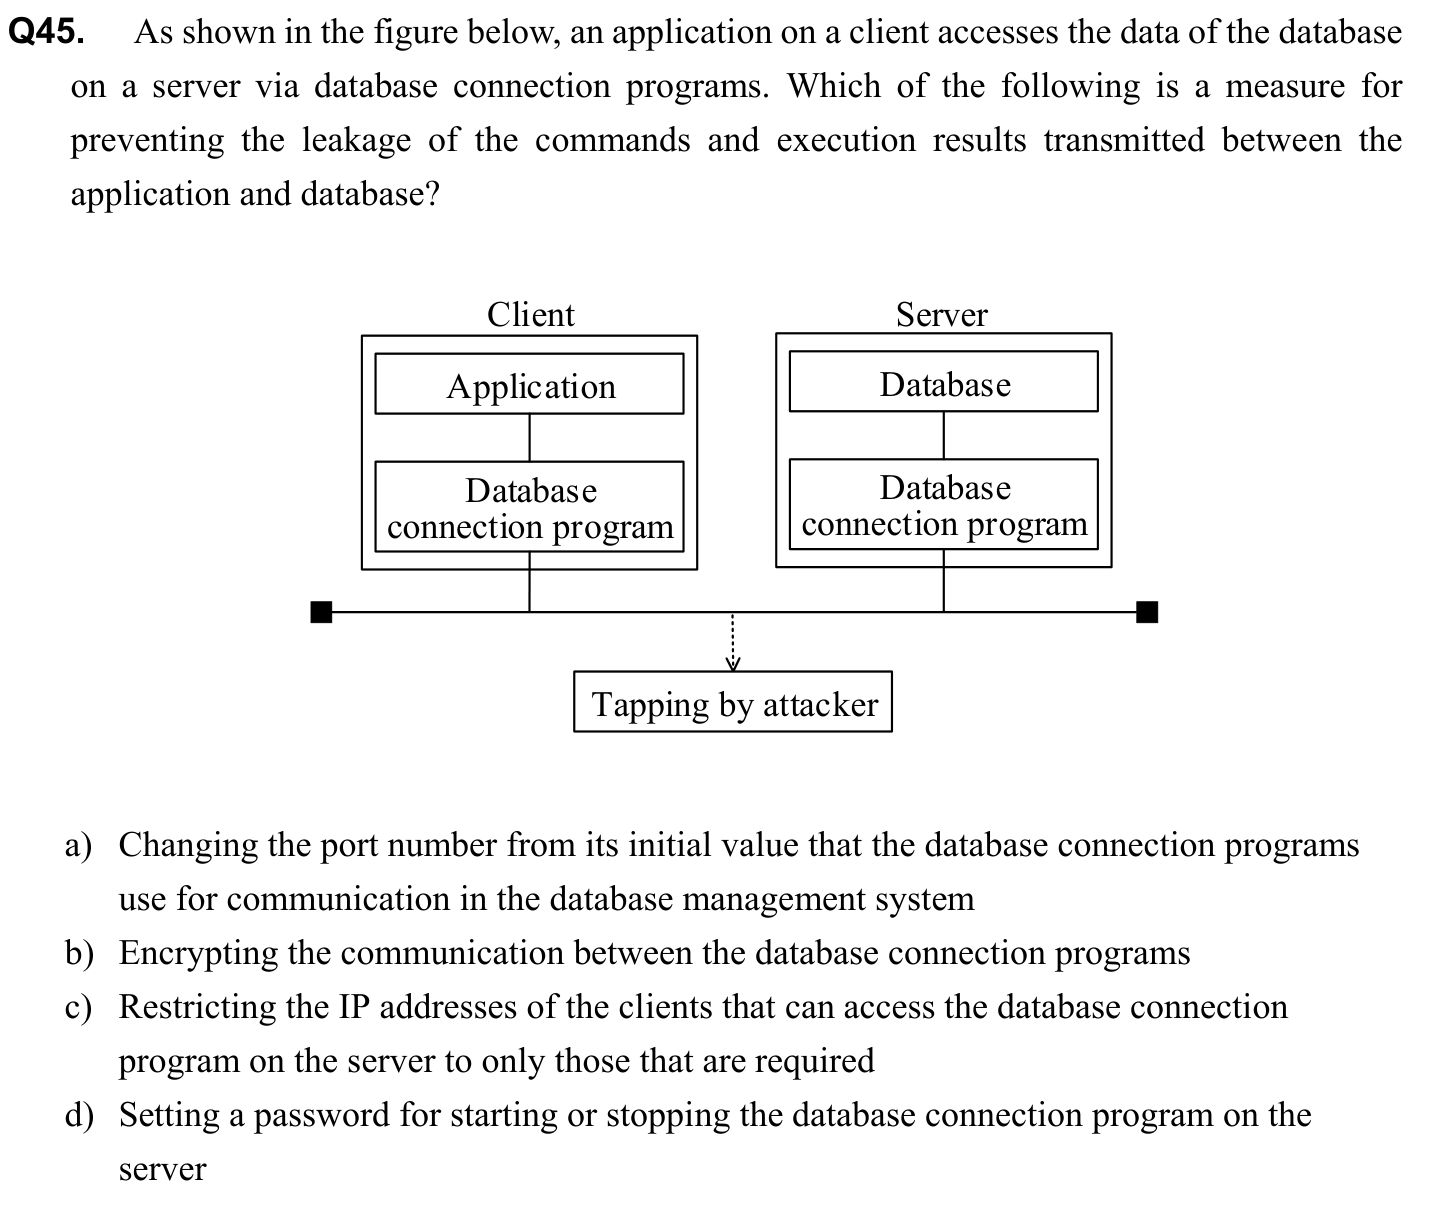 Q45. As shown in the figure below, an application on a client accesses the data of the database
on a server via database connection programs. Which of the following is a measure for
preventing the leakage of the commands and execution results transmitted between the
application and database?
Client
Server
Application
Database
Database
connection program
Database
connection program
Tapping by attacker
a) Changing the port number from its initial value that the database connection programs
use for communication in the database management system
b) Encrypting the communication between the database connection programs
c) Restricting the IP addresses of the clients that can access the database connection
program on the server to only those that are required
d) Setting a password for starting or stopping the database connection program on the
server